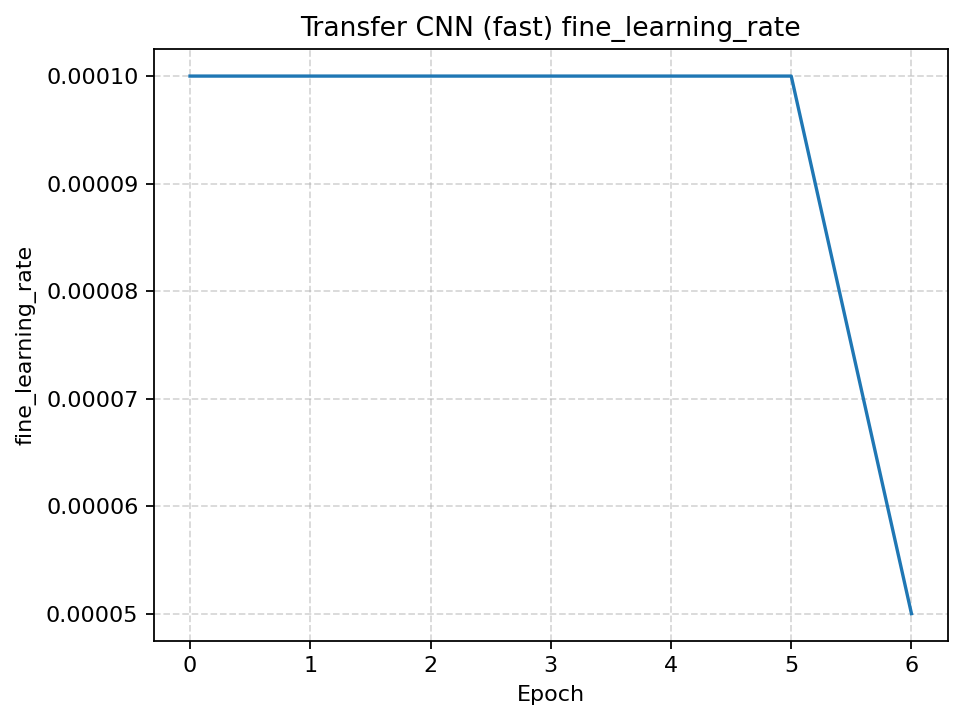 Transfer CNN (fast) fine_learning_rate
0.00010
0.00009
0.00008
0.00007
0.00006
0.00005
fine_learning_rate
0 1 2 3 4 5 6
Epoch